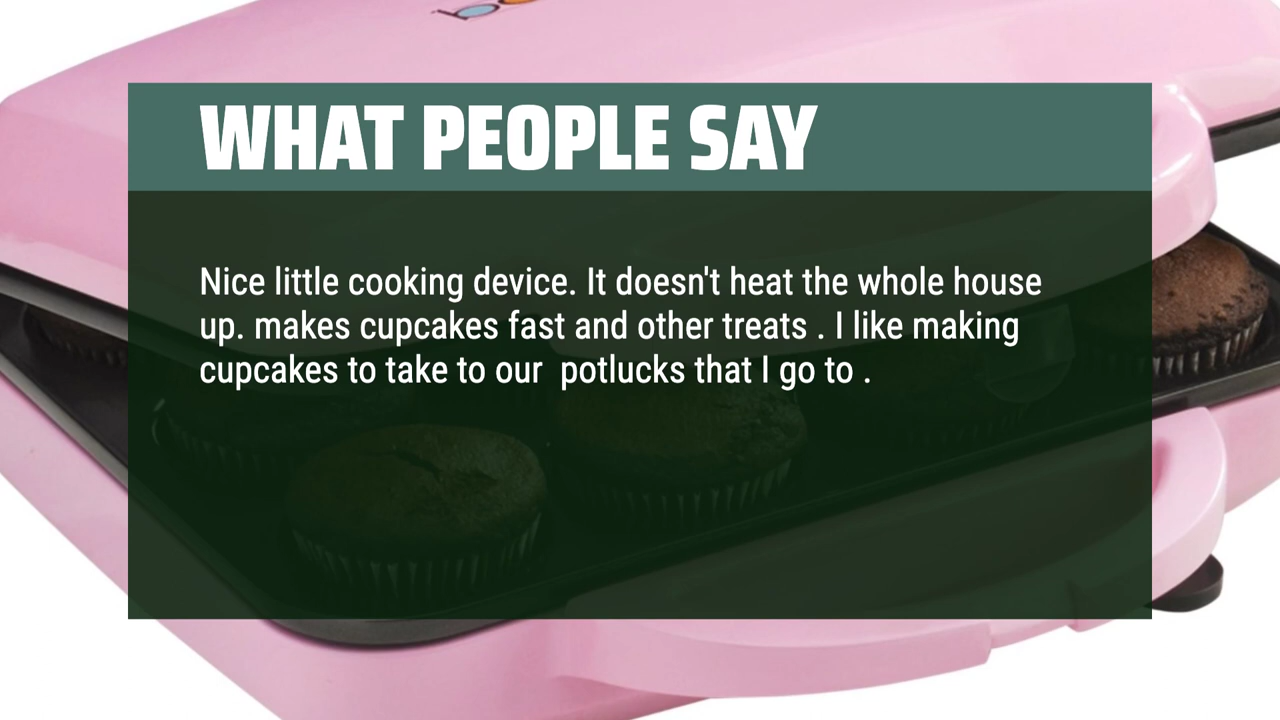 WHAT PEOPLE SAY
Nice little cooking device. It doesn't heat the whole house
up. makes cupcakes fast and other treats . I like making
cupcakes to take to our  potlucks that I go to .